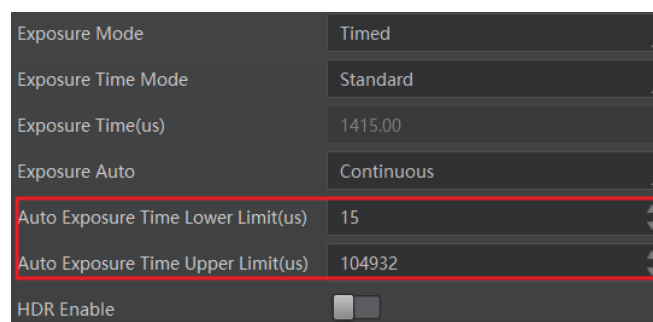 Exposure Mode Timed
Exposure Time Mode Standard
Exposure Time(us) 1415.00
Exposure Auto Continuous
Auto Exposure Time Lower Limit(us) 15
Auto Exposure Time Upper Limit(us) 104932
HDR Enable